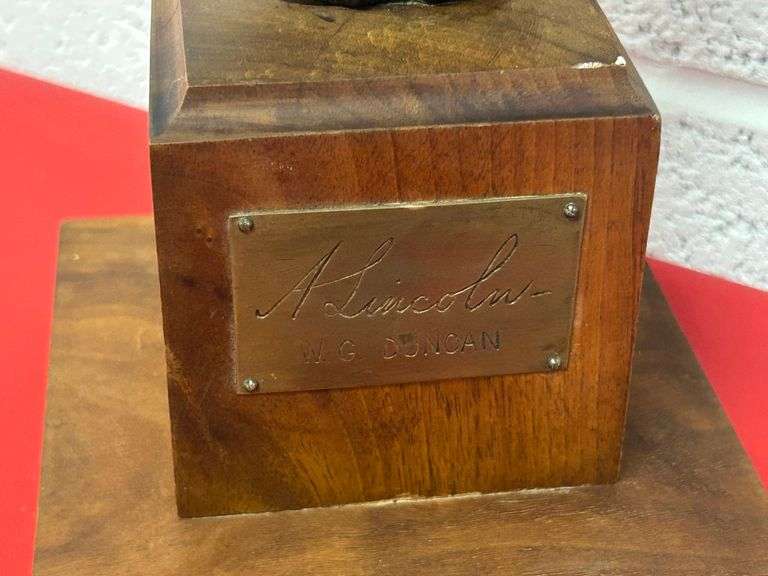 A Lincoln
W. G. DUNCAN